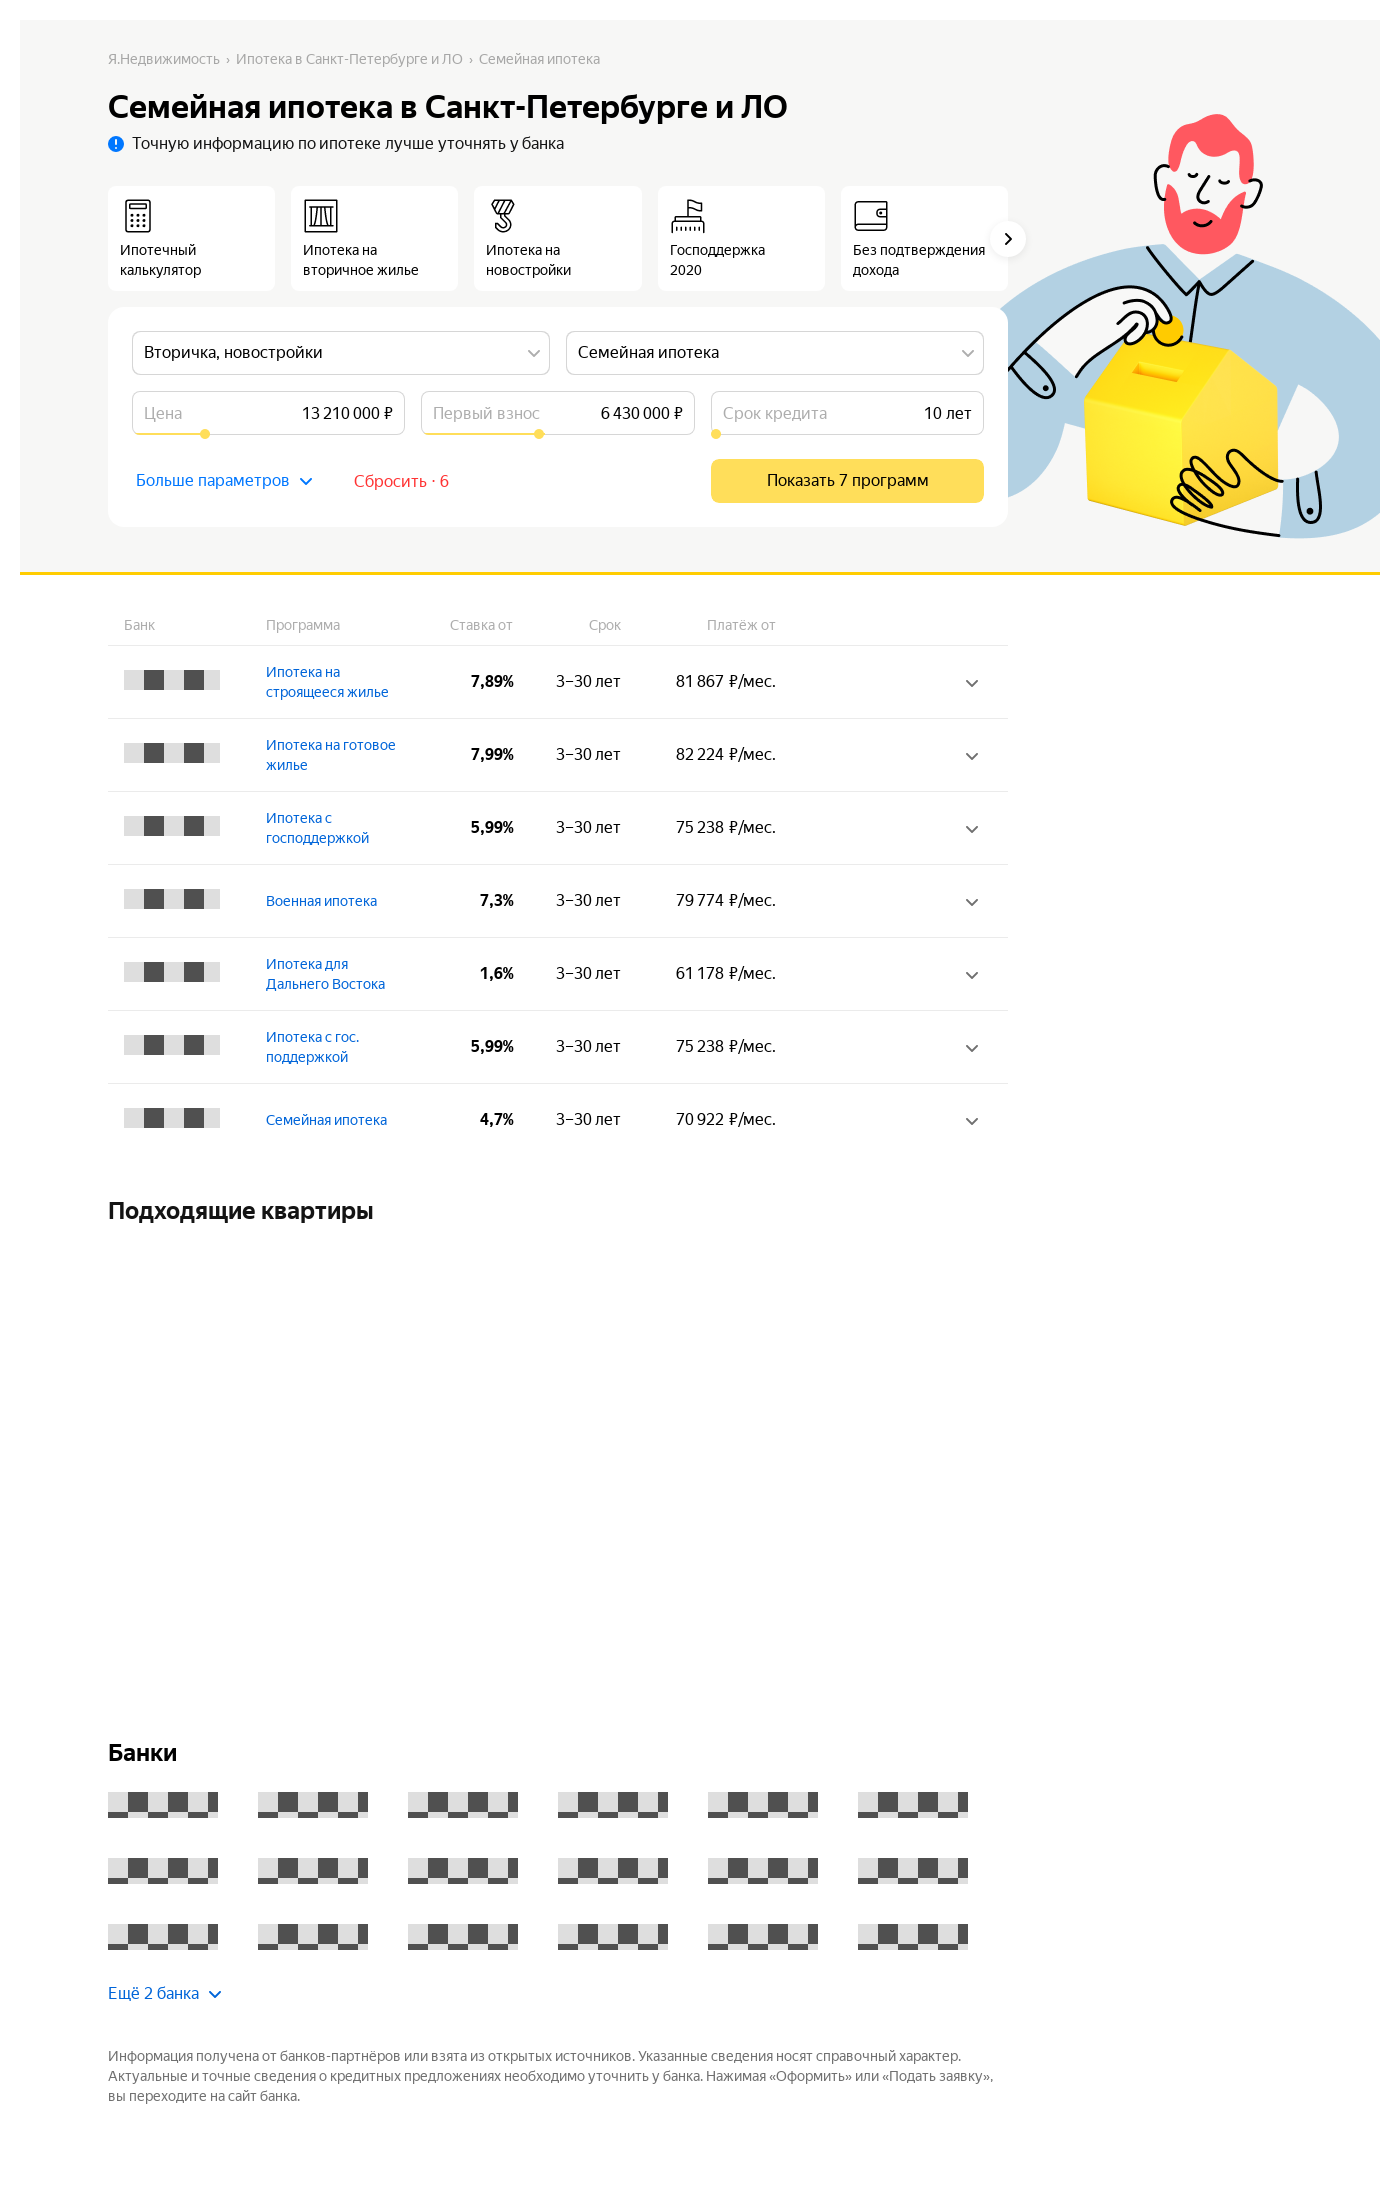 Я.Недвижимость › Ипотека в Санкт-Петербурге и ЛО › Семейная ипотека
Семейная ипотека в Санкт-Петербурге и ЛО
Точную информацию по ипотеке лучше уточнять у банка
Ипотечный
калькулятор
Ипотека на
вторичное жилье
Ипотека на
новостройки
Господдержка
2020
Без подтверждения
дохода
Вторичка, новостройки
Семейная ипотека
Цена 13 210 000 ₽
Первый взнос 6 430 000 ₽
Срок кредита 10 лет
Больше параметров
Сбросить · 6
Показать 7 программ
Банк Программа Ставка от Срок Платёж от
Ипотека на
строящееся жилье
7,89% 3–30 лет 81 867 ₽/мес.
Ипотека на готовое
жилье
7,99% 3–30 лет 82 224 ₽/мес.
Ипотека с
господдержкой
5,99% 3–30 лет 75 238 ₽/мес.
Военная ипотека 7,3% 3–30 лет 79 774 ₽/мес.
Ипотека для
Дальнего Востока
1,6% 3–30 лет 61 178 ₽/мес.
Ипотека с гос.
поддержкой
5,99% 3–30 лет 75 238 ₽/мес.
Семейная ипотека 4,7% 3–30 лет 70 922 ₽/мес.
Подходящие квартиры
Банки
Ещё 2 банка
Информация получена от банков-партнёров или взята из открытых источников. Указанные сведения носят справочный характер.
Актуальные и точные сведения о кредитных предложениях необходимо уточнить у банка. Нажимая «Оформить» или «Подать заявку»,
вы переходите на сайт банка.